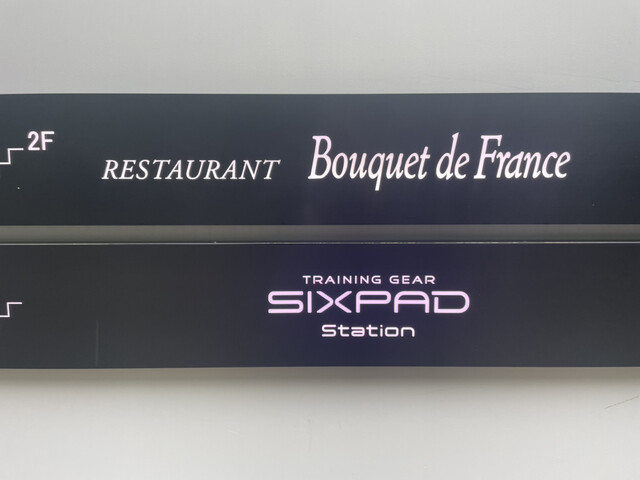 2F
RESTAURANT Bouquet de France
TRAINING GEAR
SIXPAD
Station